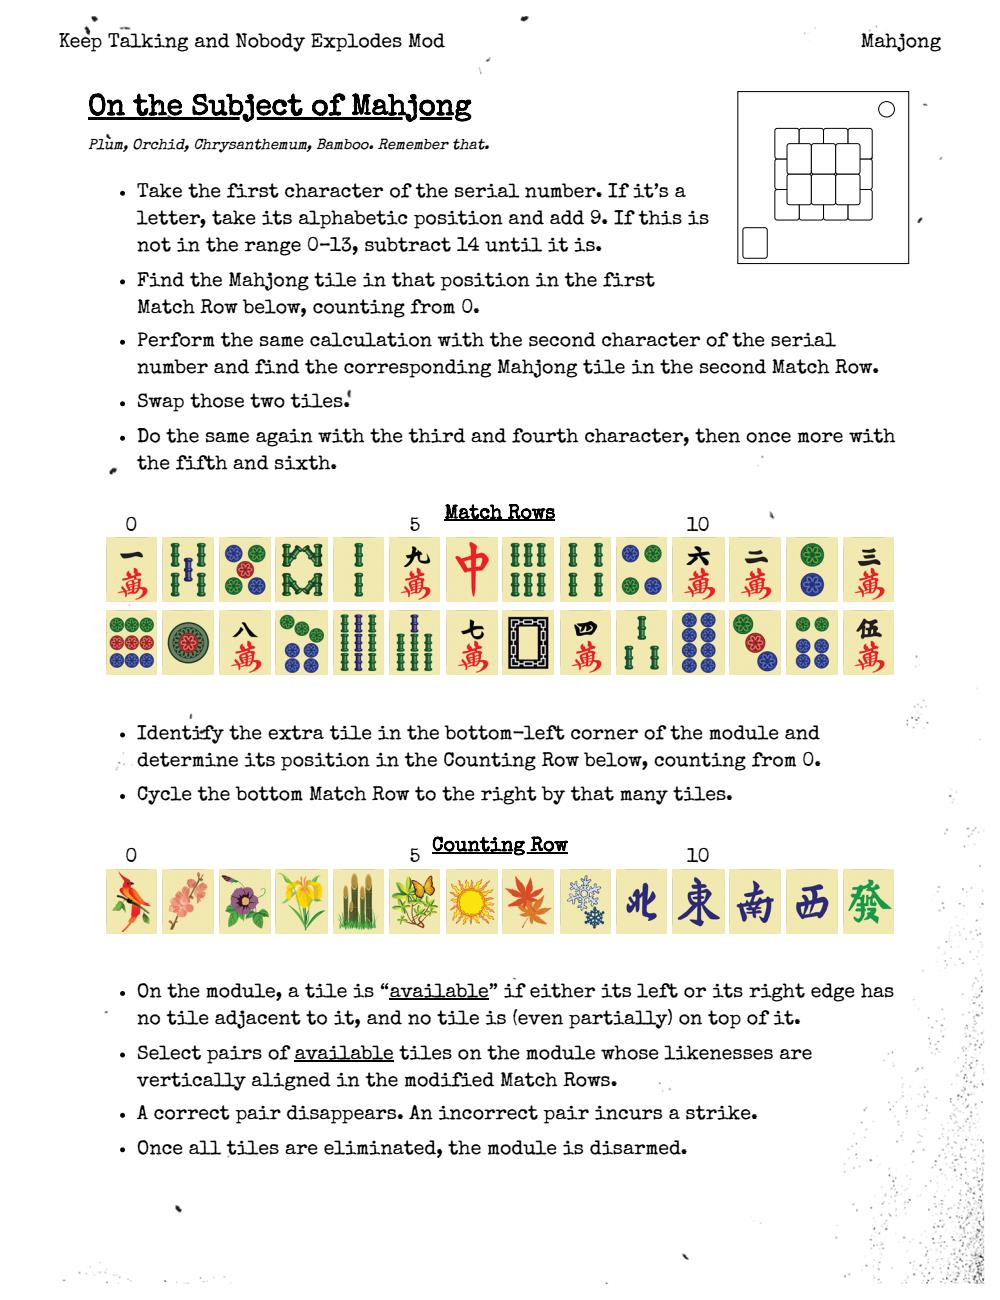 Keep Talking and Nobody Explodes Mod
Mahjong
On the Subject of Mahjong
Plum, Orchid, Chrysanthemum, Bamboo. Remember that.
• Take the first character of the serial number. If it’s a
letter, take its alphabetic position and add 9. If this is
not in the range 0–13, subtract 14 until it is.
• Find the Mahjong tile in that position in the first
Match Row below, counting from 0.
• Perform the same calculation with the second character of the serial
number and find the corresponding Mahjong tile in the second Match Row.
• Swap those two tiles.
• Do the same again with the third and fourth character, then once more with
the fifth and sixth.
Match Rows
0 5 10
一萬 九萬 中 六萬 二萬 三萬
八萬 七萬 四萬 伍萬
• Identify the extra tile in the bottom-left corner of the module and
determine its position in the Counting Row below, counting from 0.
• Cycle the bottom Match Row to the right by that many tiles.
Counting Row
0 5 10
北 東 南 西 發
• On the module, a tile is “available” if either its left or its right edge has
no tile adjacent to it, and no tile is (even partially) on top of it.
• Select pairs of available tiles on the module whose likenesses are
vertically aligned in the modified Match Rows.
• A correct pair disappears. An incorrect pair incurs a strike.
• Once all tiles are eliminated, the module is disarmed.